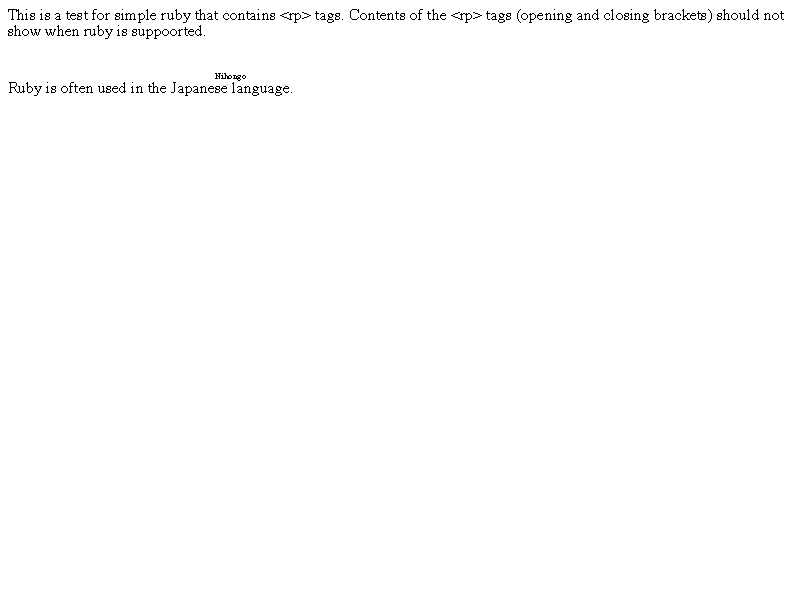 This is a test for simple ruby that contains <rp> tags. Contents of the <rp> tags (opening and closing brackets) should not
show when ruby is suppoorted.
Nihongo
Ruby is often used in the Japanese language.